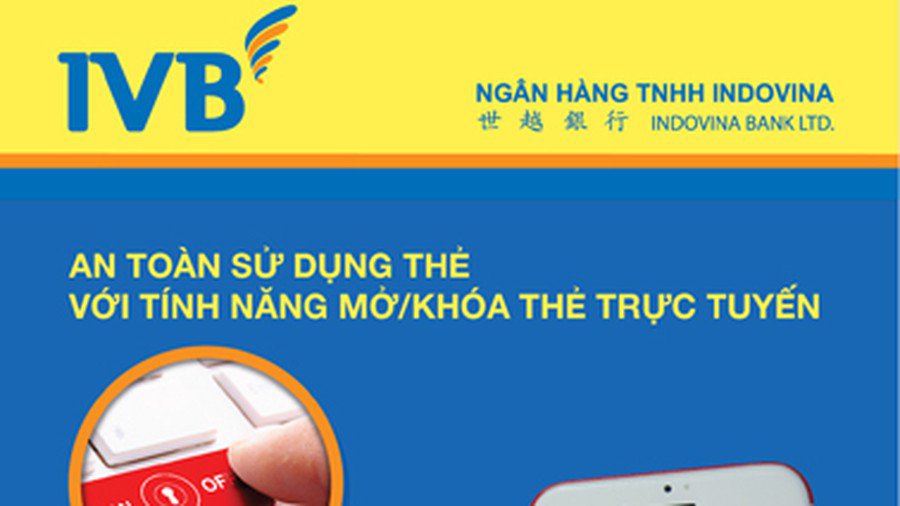 IVB
NGÂN HÀNG TNHH INDOVINA
世越銀行 INDOVINA BANK LTD.
AN TOÀN SỬ DỤNG THẺ
VỚI TÍNH NĂNG MỞ/KHÓA THẺ TRỰC TUYẾN
OF